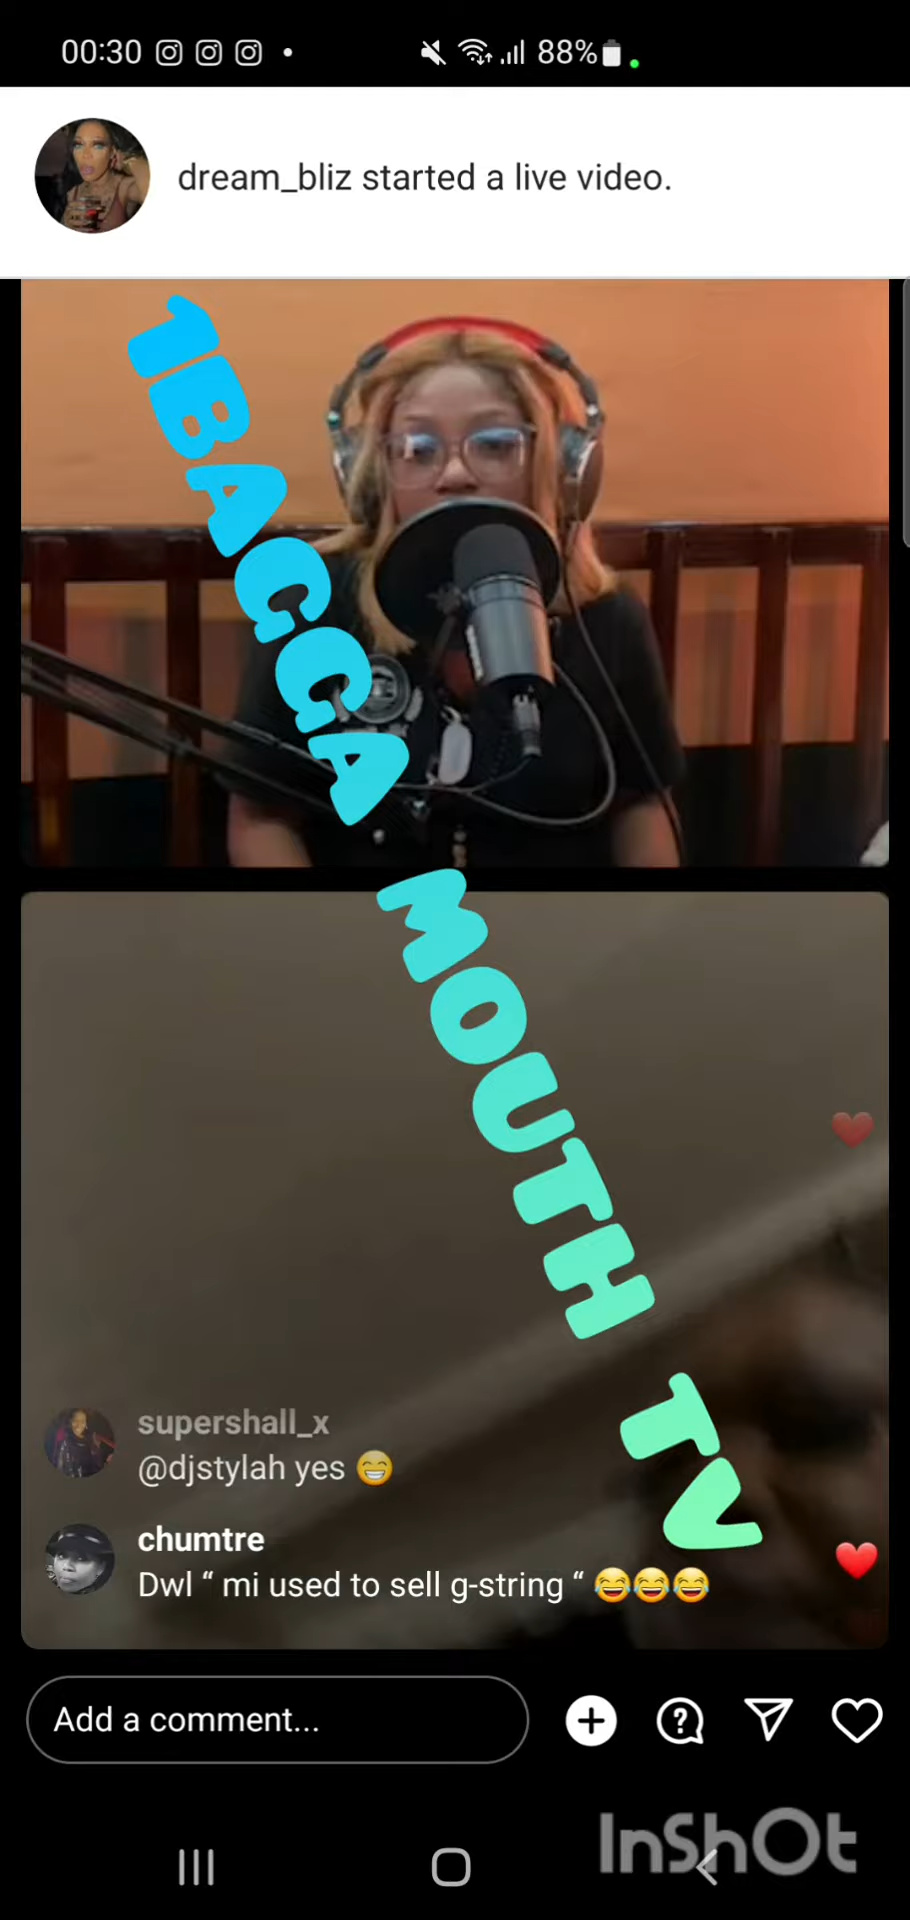 00:30
88%
dream_bliz started a live video.
1BAGGA MOUTH TV
supershall_x
@djstylah yes 😁
chumtre
Dwl “ mi used to sell g-string “ 😂😂😂
Add a comment...
InShOt